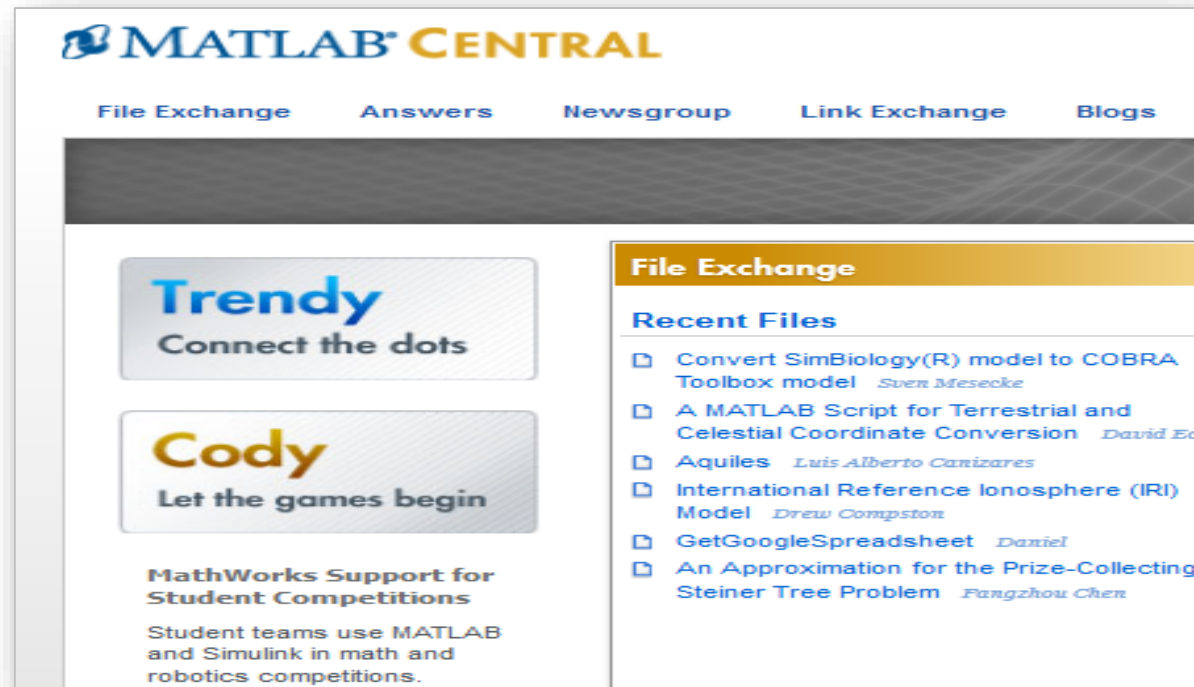 MATLAB® CENTRAL
File Exchange Answers Newsgroup Link Exchange Blogs
Trendy
Connect the dots
Cody
Let the games begin
MathWorks Support for
Student Competitions
Student teams use MATLAB
and Simulink in math and
robotics competitions.
File Exchange
Recent Files
Convert SimBiology(R) model to COBRA
Toolbox model Sven Mesecke
A MATLAB Script for Terrestrial and
Celestial Coordinate Conversion David
Aquiles Luis Alberto Canizares
International Reference Ionosphere (IRI)
Model Drew Compston
GetGoogleSpreadsheet Daniel
An Approximation for the Prize-Collecting
Steiner Tree Problem Fangzhou Chen